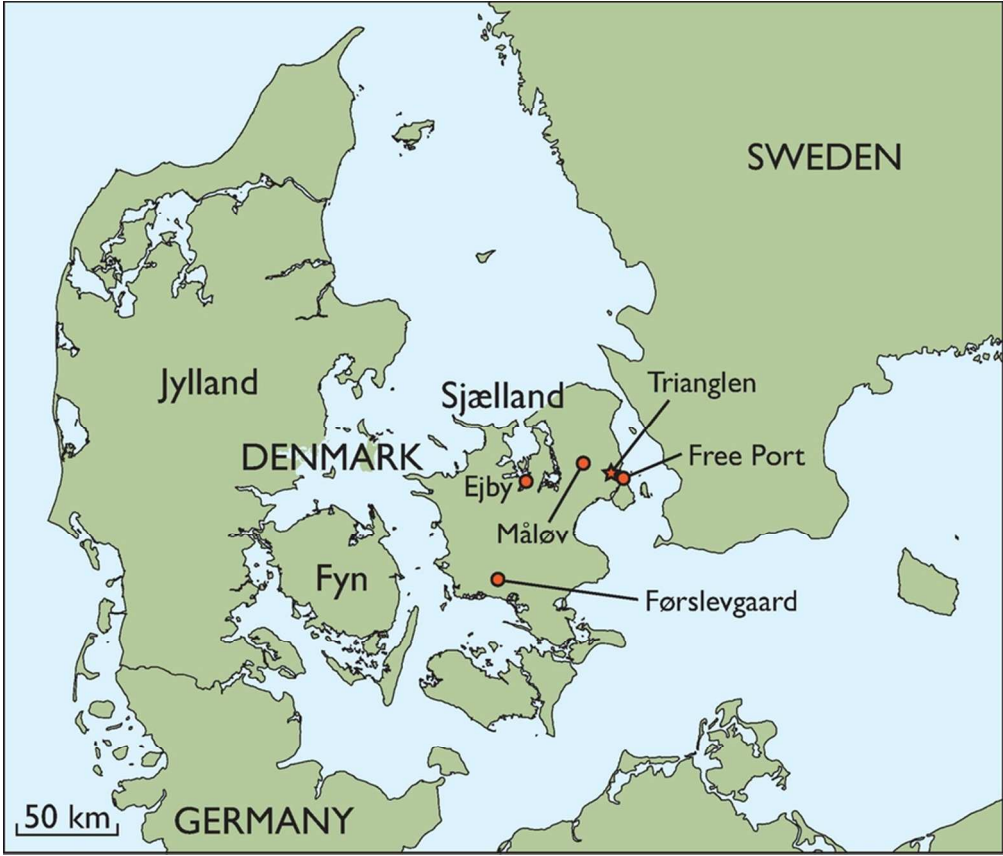 SWEDEN
Jylland
Sjælland
Trianglen
DENMARK
Free Port
Ejby
Måløv
Fyn
Førslevgaard
GERMANY
50 km